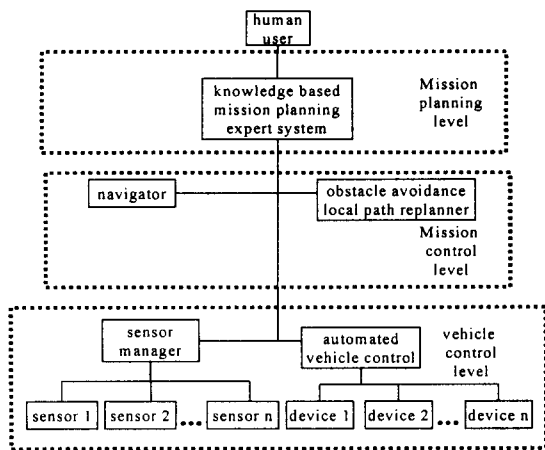 human
user
knowledge based
mission planning
expert system
Mission
planning
level
navigator
obstacle avoidance
local path replanner
Mission
control
level
sensor
manager
automated
vehicle control
vehicle
control
level
sensor 1
sensor 2
•••
sensor n
device 1
device 2
•••
device n